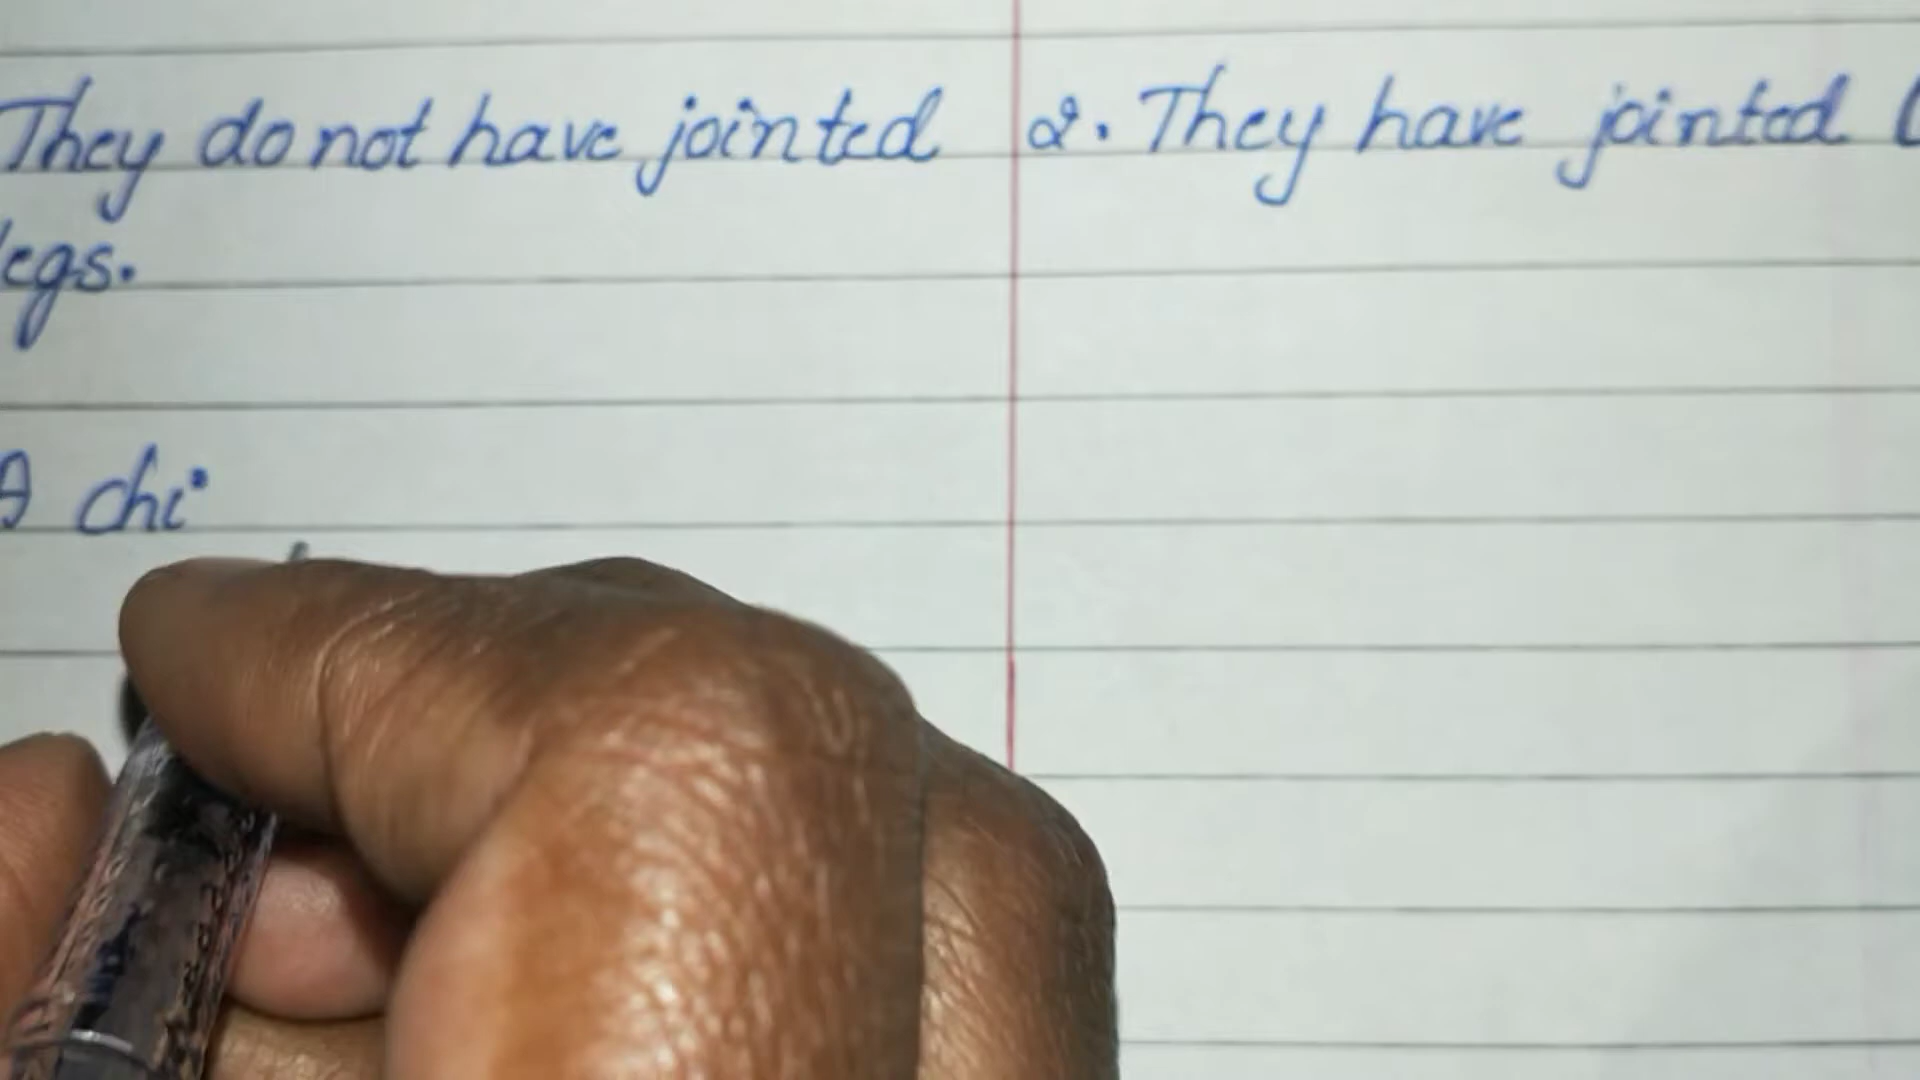 They do not have jointed
legs.
2. They have jointed
A chi